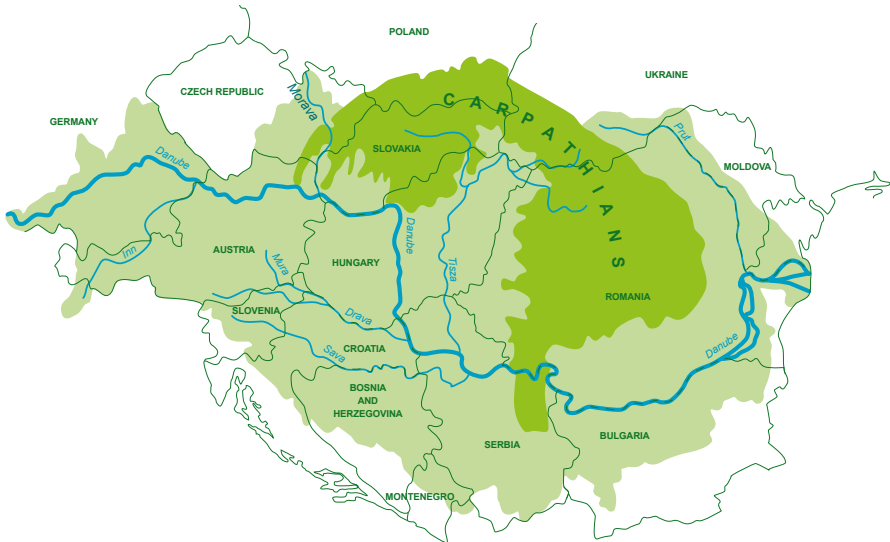 POLAND
UKRAINE
CZECH REPUBLIC
Morava
CARPATHIANS
GERMANY
Prut
SLOVAKIA
Danube
MOLDOVA
Inn
AUSTRIA
Mura
HUNGARY
Danube
Tisza
ROMANIA
SLOVENIA
Drava
CROATIA
Sava
Danube
BOSNIA
AND
HERZEGOVINA
SERBIA
BULGARIA
MONTENEGRO